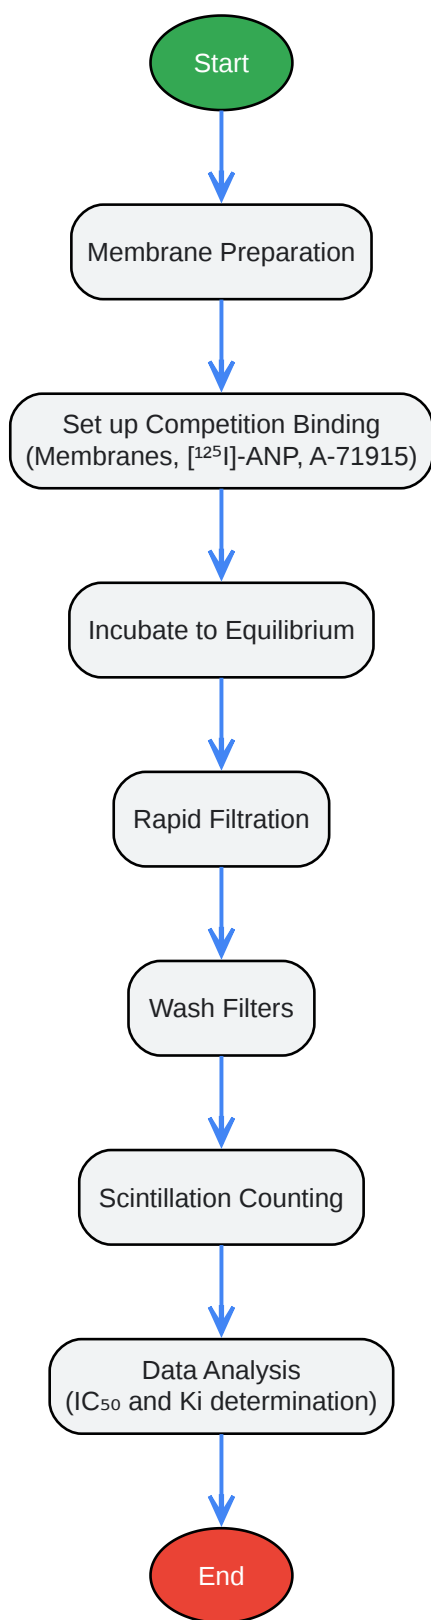 Start
Membrane Preparation
Set up Competition Binding
(Membranes, [¹²⁵I]-ANP, A-71915)
Incubate to Equilibrium
Rapid Filtration
Wash Filters
Scintillation Counting
Data Analysis
(IC₅₀ and Ki determination)
End